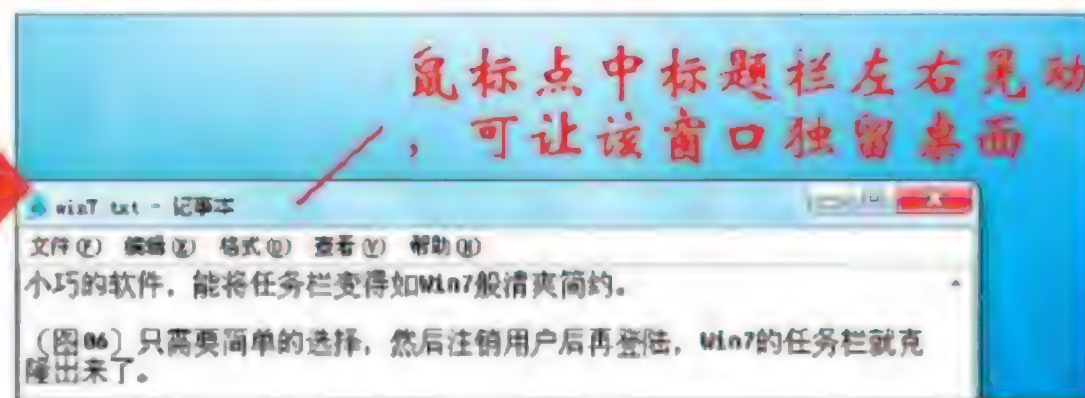 鼠标点中标题栏左右晃动
，可让该窗口独留桌面
win7.txt - 记事本
文件(F) 编辑(E) 格式(O) 查看(V) 帮助(H)
小巧的软件，能将任务栏变得如Win7般清爽简约。
（图06）只需要简单的选择，然后注销用户后再登陆，Win7的任务栏就克
隆出来了。